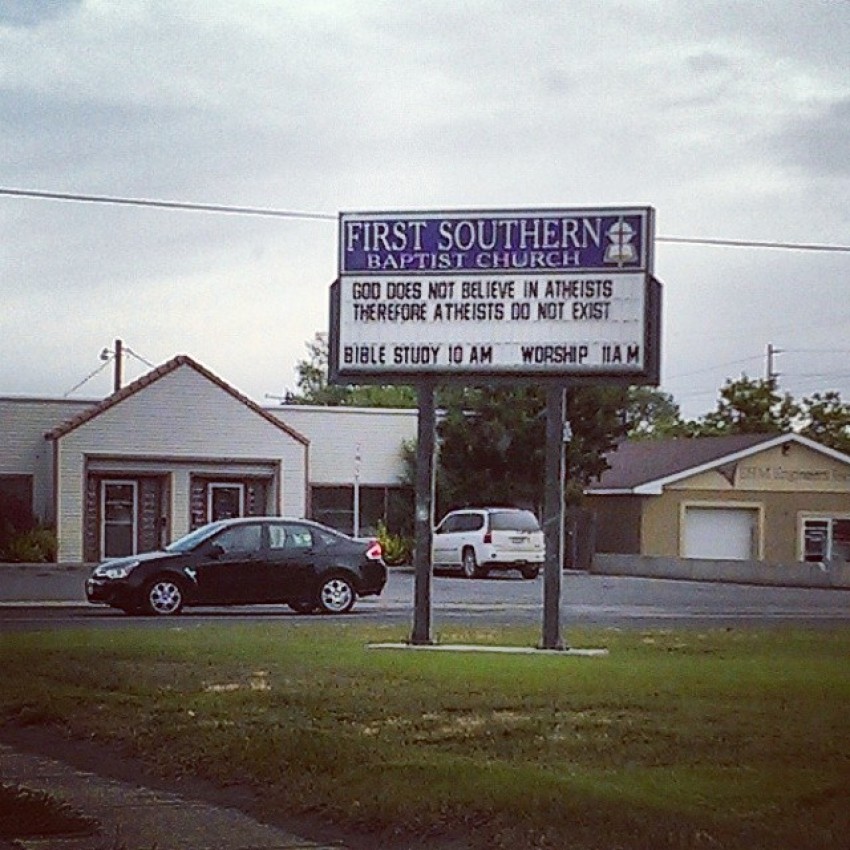 FIRST SOUTHERN
BAPTIST CHURCH
GOD DOES NOT BELIEVE IN ATHEISTS
THEREFORE ATHEISTS DO NOT EXIST
BIBLE STUDY 10 AM WORSHIP 11 AM
Engineers